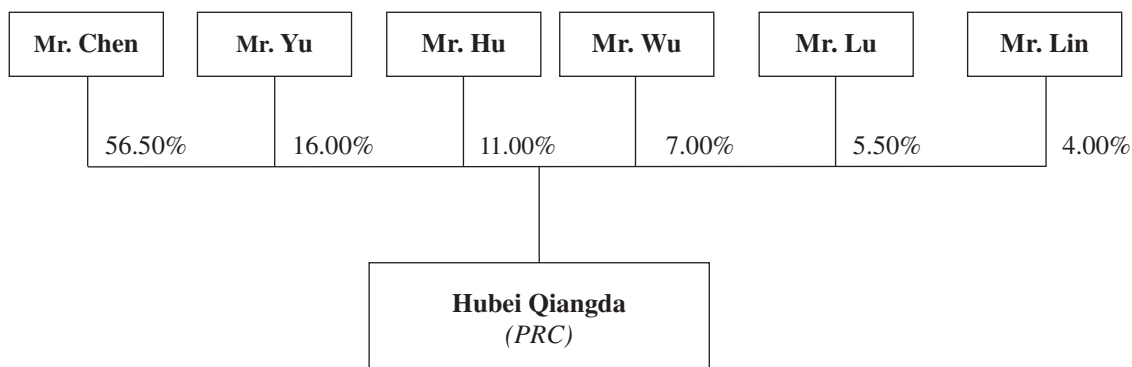 Mr. Chen
Mr. Yu
Mr. Hu
Mr. Wu
Mr. Lu
Mr. Lin
56.50%
16.00%
11.00%
7.00%
5.50%
4.00%
Hubei Qiangda
(PRC)